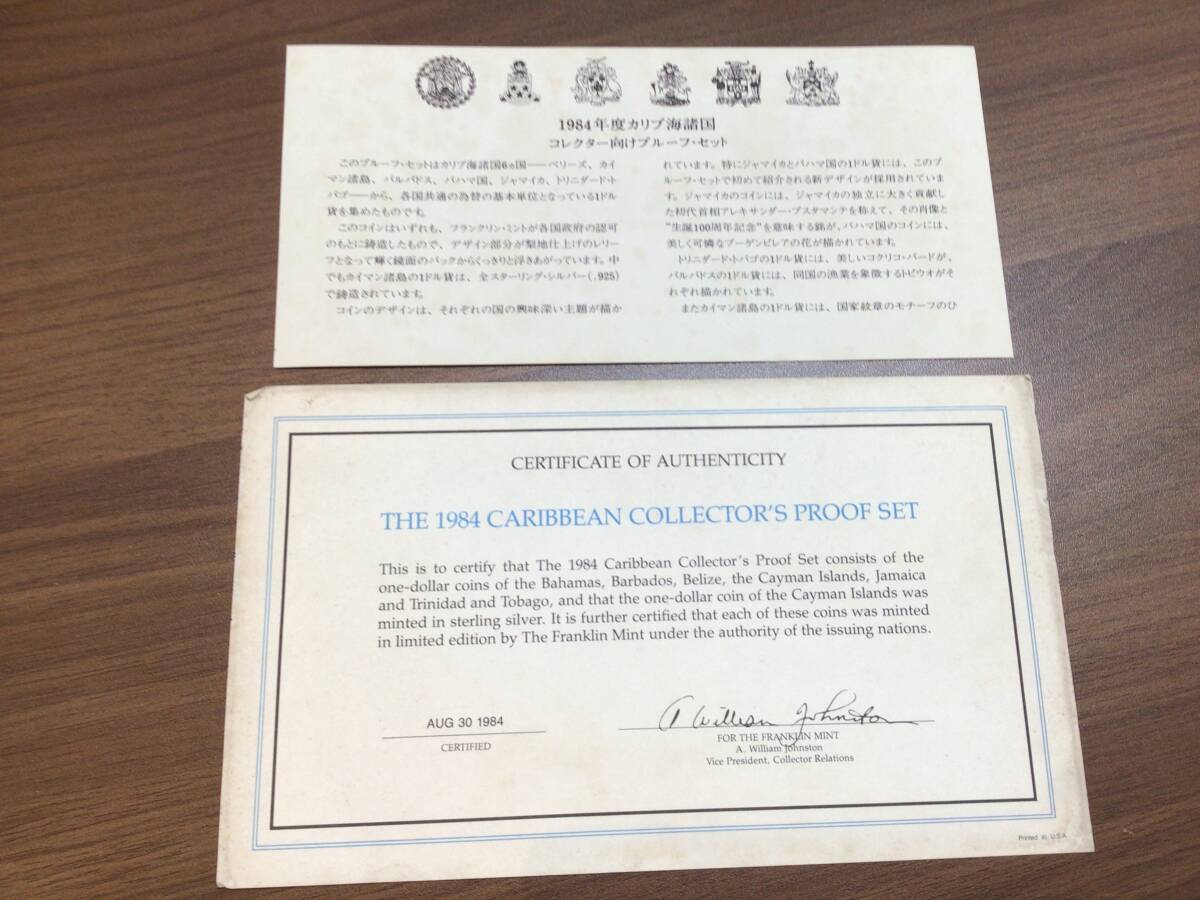 1984年度カリブ海諸国
コレクター向けプルーフ・セット
このプルーフ・セットはカリブ海諸国6ヵ国――ベリーズ、カイ
マン諸島、バルバドス、バハマ国、ジャマイカ、トリニダード・ト
バゴ――から、各国共通の為替の基本単位となっている1ドル
貨を集めたものです。
このコインはいずれも、フランクリン・ミントが各国政府の認可
のもとに鋳造したもので、デザイン部分が梨地仕上げのレリー
フとなって輝く鏡面のバックからくっきりと浮きあがっています。中
でもカイマン諸島の1ドル貨は、全スターリング・シルバー(.925)
で鋳造されています。
コインのデザインは、それぞれの国の興味深い主題が描か
れています。特にジャマイカとバハマ国の1ドル貨には、このプ
ルーフ・セットで初めて紹介される新デザインが採用されていま
す。ジャマイカのコインには、ジャマイカの独立に大きく貢献し
た初代首相アレキサンダー・ブスタマンテを称えて、その肖像と
“生誕100周年記念”を意味する銘が、バハマ国のコインには、
美しく可憐なブーゲンビレアの花が描かれています。
トリニダード・トバゴの1ドル貨には、美しいコクリコ・バードが、
バルバドスの1ドル貨には、同国の漁業を象徴するトビウオがそ
れぞれ描かれています。
またカイマン諸島の1ドル貨には、国家紋章のモチーフのひ
CERTIFICATE OF AUTHENTICITY
THE 1984 CARIBBEAN COLLECTOR'S PROOF SET
This is to certify that The 1984 Caribbean Collector's Proof Set consists of the
one-dollar coins of the Bahamas, Barbados, Belize, the Cayman Islands, Jamaica
and Trinidad and Tobago, and that the one-dollar coin of the Cayman Islands was
minted in sterling silver. It is further certified that each of these coins was minted
in limited edition by The Franklin Mint under the authority of the issuing nations.
AUG 30 1984
CERTIFIED
A William Johnston
FOR THE FRANKLIN MINT
A. William Johnston
Vice President, Collector Relations
Printed in U.S.A.